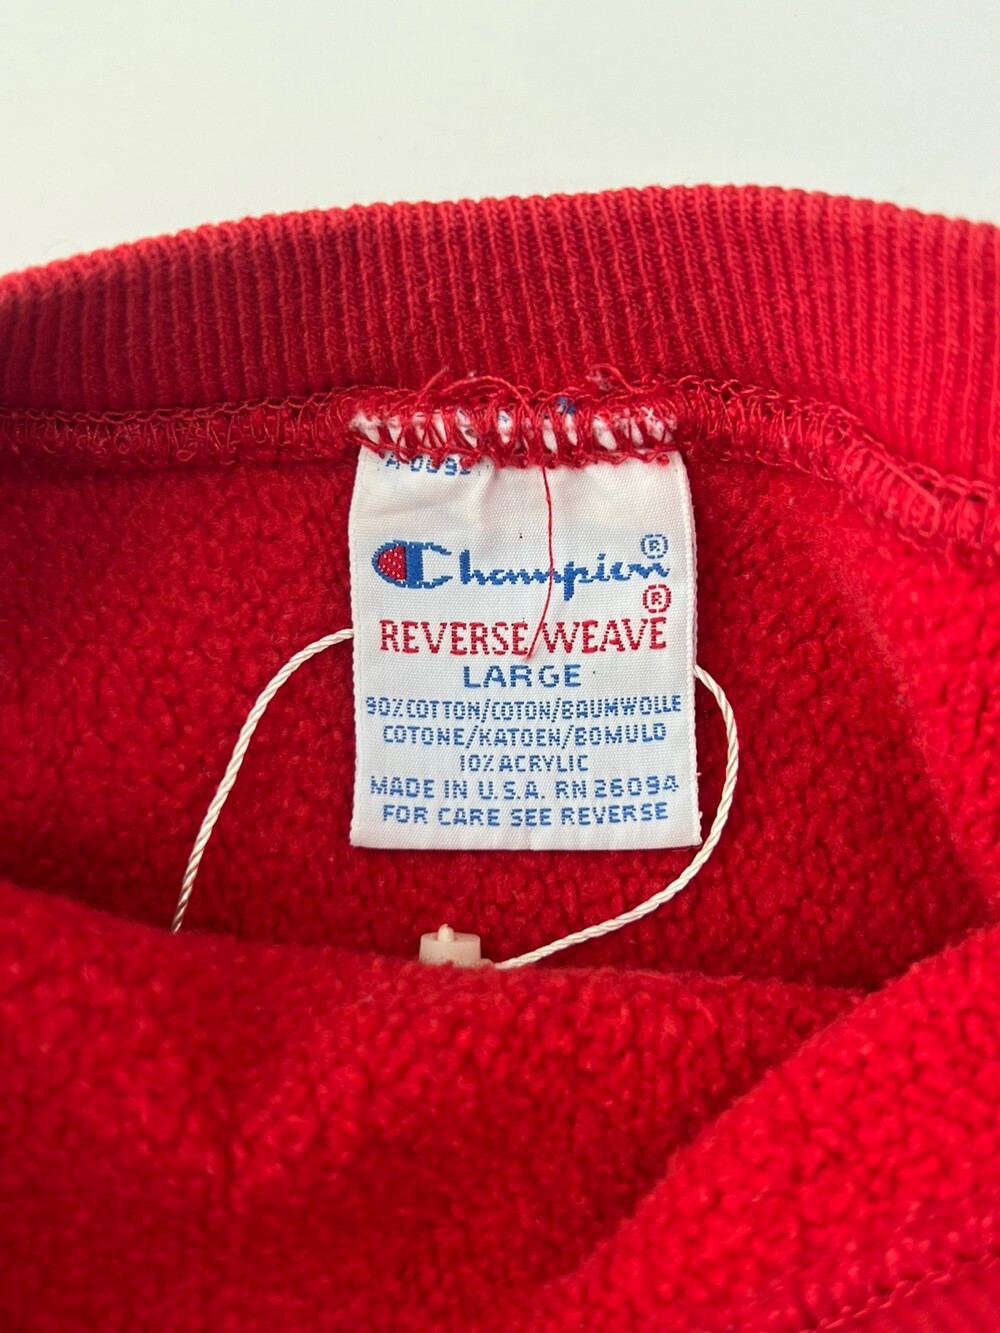 Champion®
REVERSE WEAVE®
LARGE
90% COTTON/COTON/BAUMWOLLE
COTONE/KATOEN/BOMULD
10% ACRYLIC
MADE IN U.S.A. RN 26094
FOR CARE SEE REVERSE